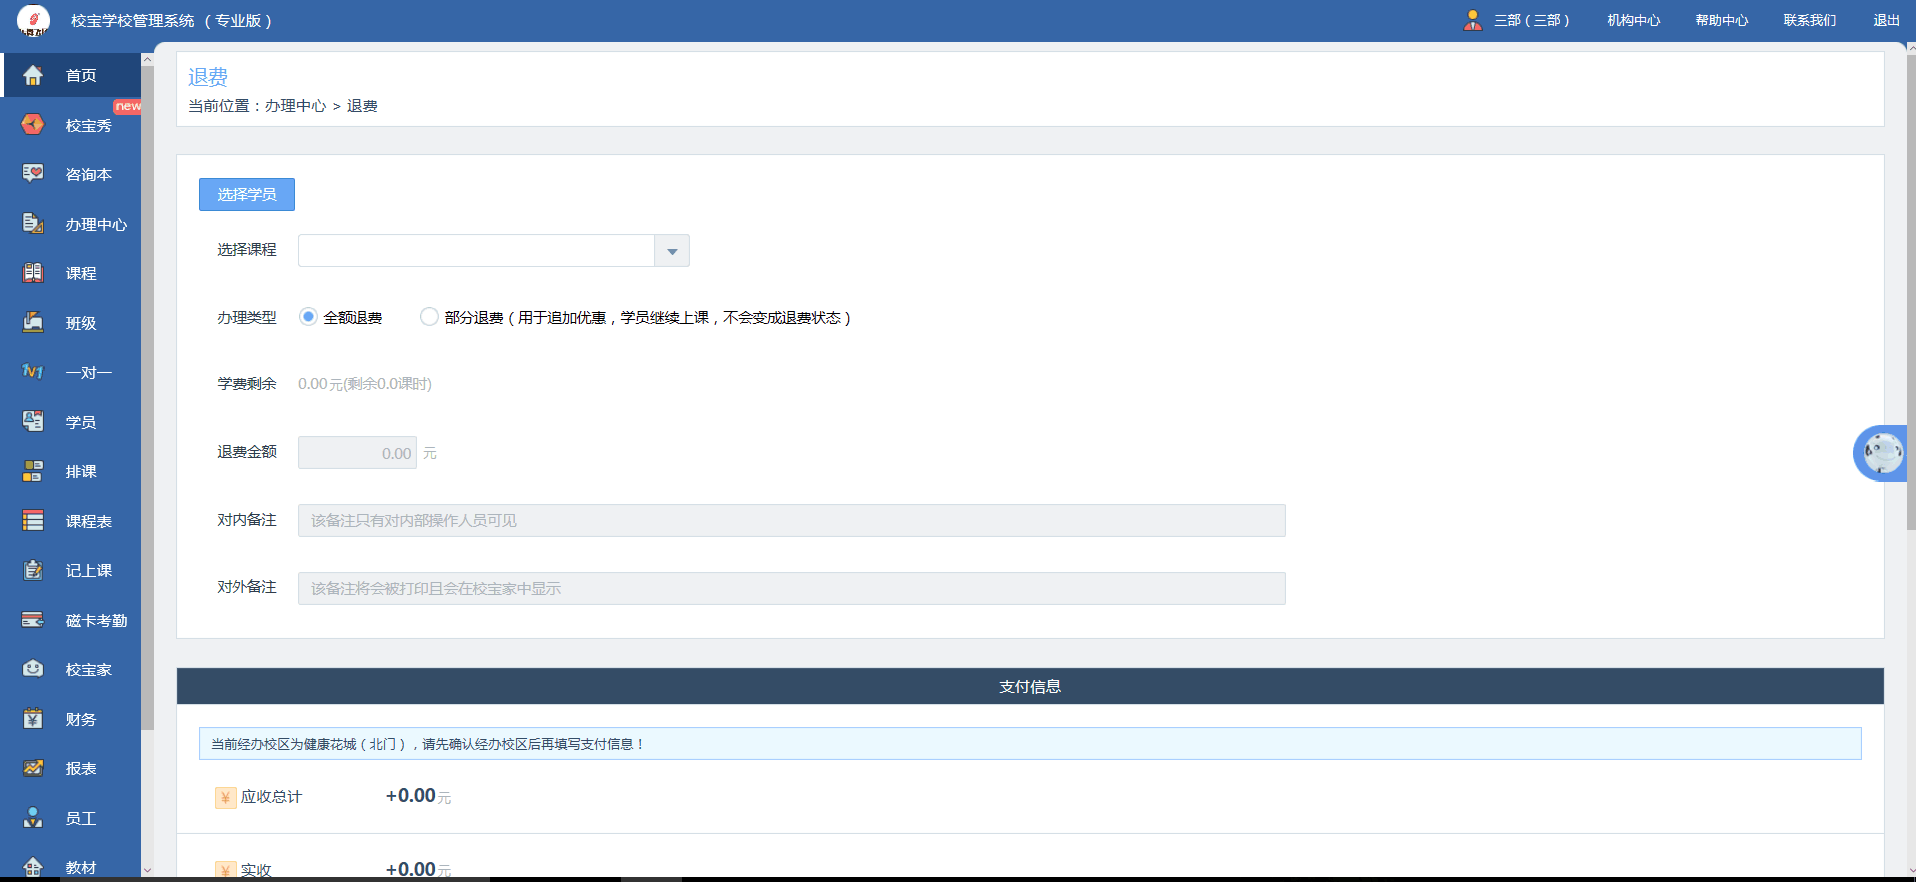 校宝学校管理系统 （专业版）
三部（三部）
机构中心
帮助中心
联系我们
退出
首页
new
校宝秀
咨询本
办理中心
课程
班级
1V1
一对一
学员
排课
课程表
记上课
磁卡考勤
校宝家
财务
报表
员工
教材
退费
当前位置：办理中心 > 退费
选择学员
选择课程
办理类型 全额退费 部分退费（用于追加优惠，学员继续上课，不会变成退费状态）
学费剩余 0.00 元(剩余0.0课时)
退费金额 0.00 元
对内备注 该备注只有对内部操作人员可见
对外备注 该备注将会被打印且会在校宝家中显示
支付信息
当前经办校区为健康花城（北门），请先确认经办校区后再填写支付信息！
¥ 应收总计 +0.00 元
¥ 实收 +0.00 元